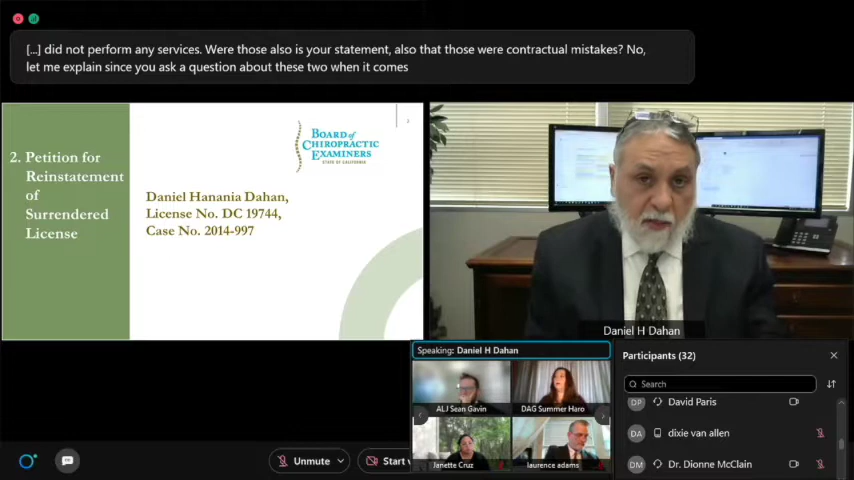 [...] did not perform any services. Were those also is your statement, also that those were contractual mistakes? No,
let me explain since you ask a question about these two when it comes
2. Petition for
Reinstatement
of
Surrendered
License
2
BOARD of
CHIROPRACTIC
EXAMINERS
STATE OF CALIFORNIA
Daniel Hanania Dahan,
License No. DC 19744,
Case No. 2014-997
Daniel H Dahan
Speaking: Daniel H Dahan
ALJ Sean Gavin
DAG Summer Haro
Janette Cruz
laurence adams
Participants (32)
Search
DP David Paris
DA dixie van allen
DM Dr. Dionne McClain
Unmute
Start v